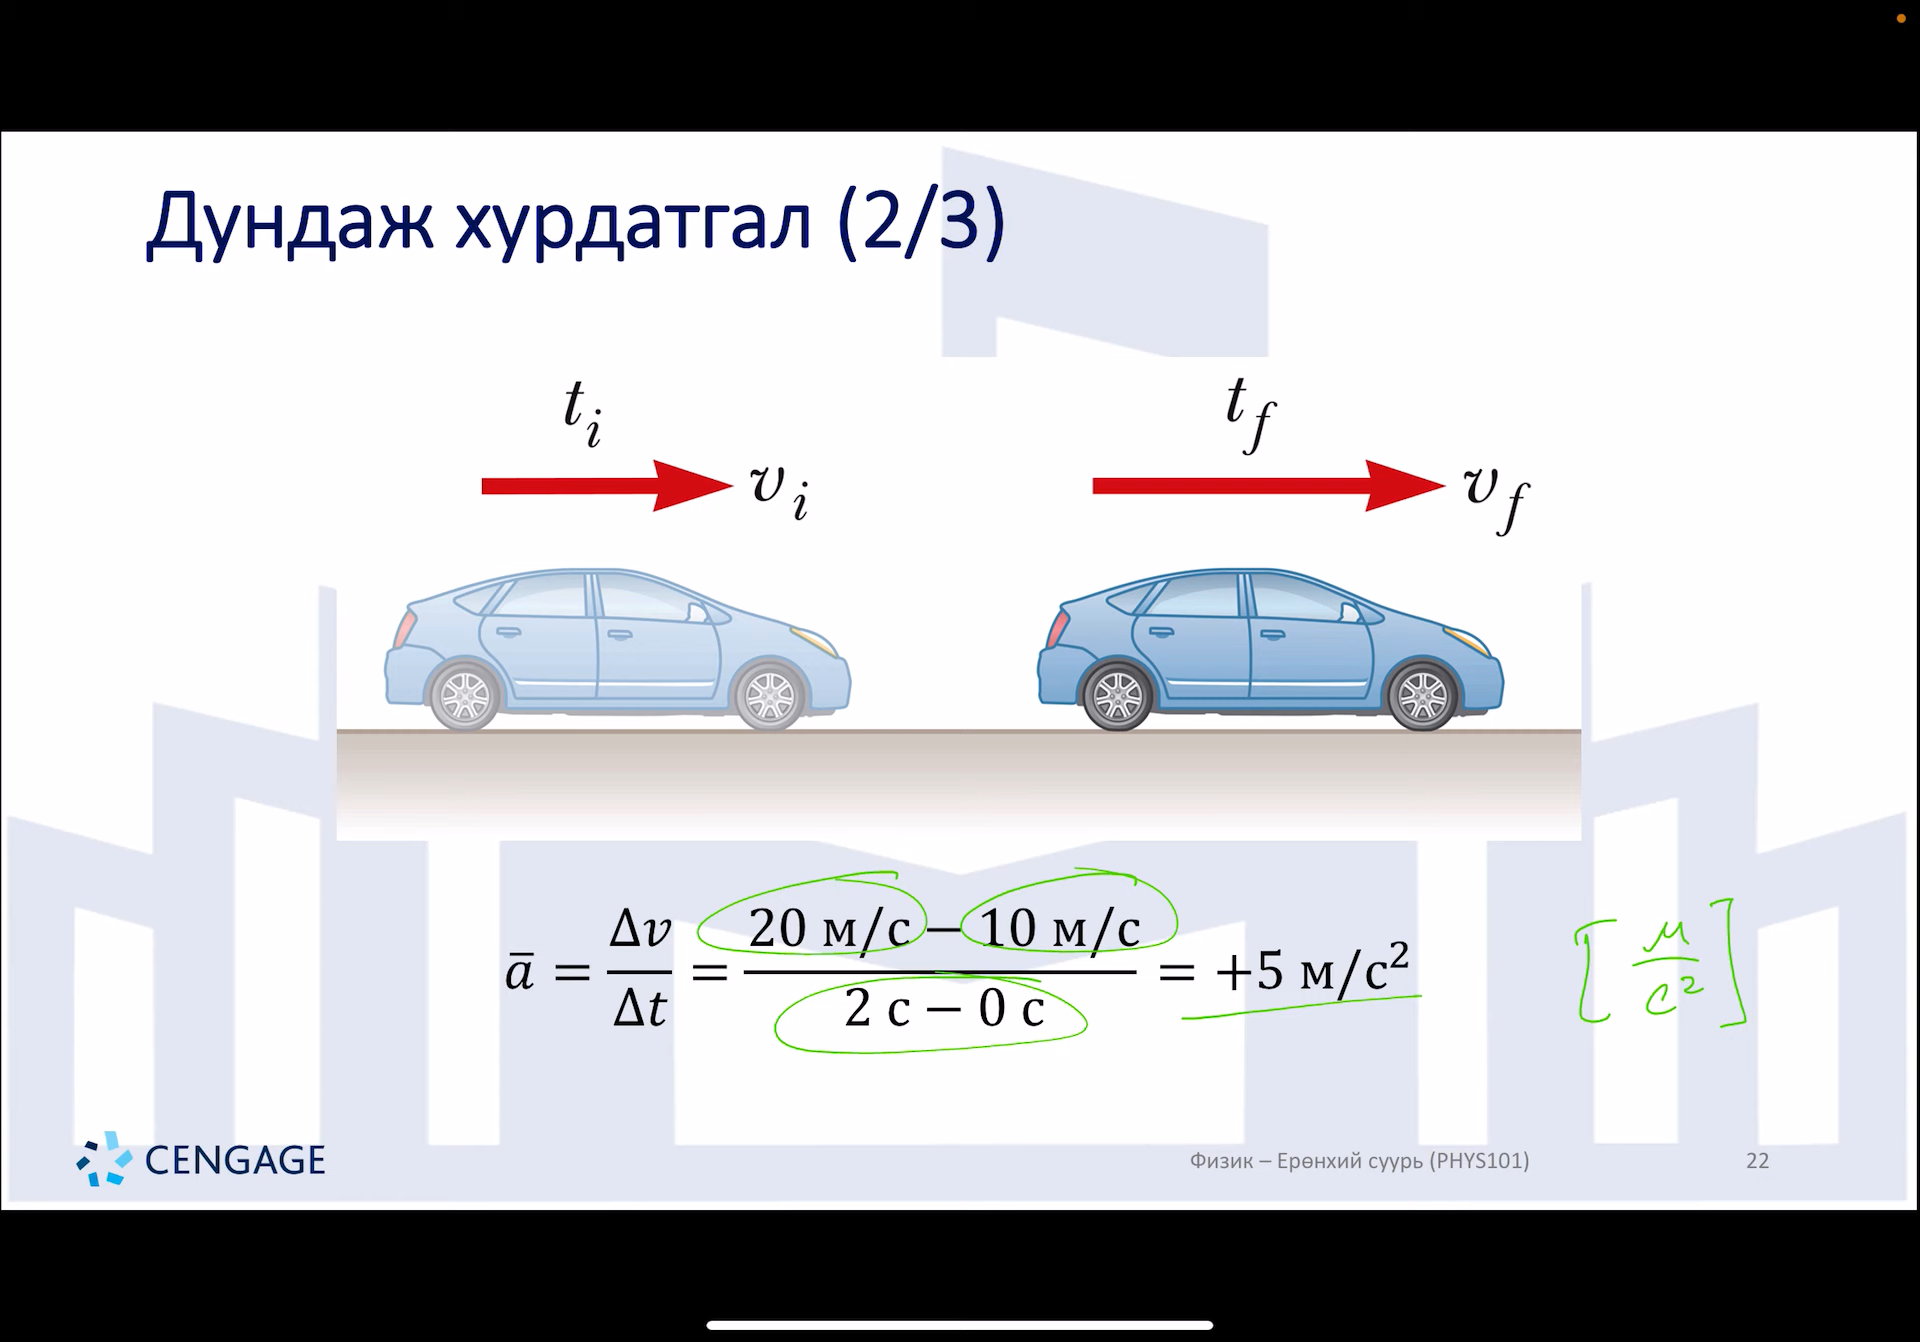 Дундаж хурдатгал (2/3)
t_i t_f
v_i v_f
a̅ = Δv/Δt = (20 м/с − 10 м/с)/(2 с − 0 с) = +5 м/с² [м/с²]
CENGAGE Физик – Ерөнхий суурь (PHYS101) 22